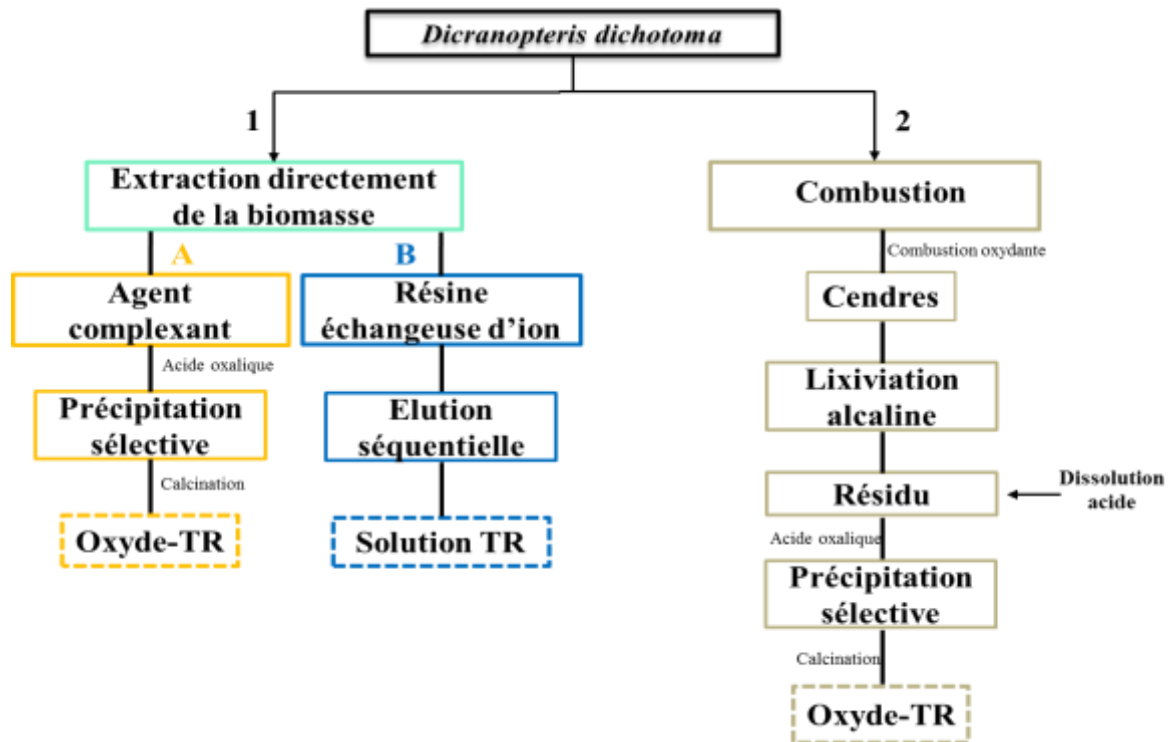 Dicranopteris dichotoma
1
2
Extraction directement
de la biomasse
Combustion
A
B
Combustion oxydante
Agent
complexant
Résine
échangeuse d'ion
Cendres
Acide oxalique
Lixiviation
alcaline
Précipitation
sélective
Elution
séquentielle
Calcination
Résidu
Dissolution
acide
Oxyde-TR
Solution TR
Acide oxalique
Précipitation
sélective
Calcination
Oxyde-TR